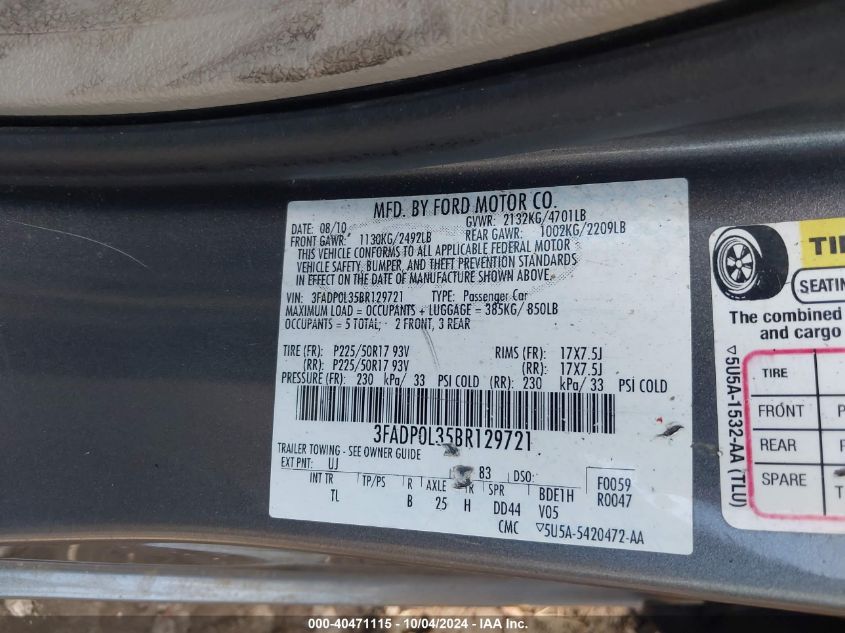 MFD. BY FORD MOTOR CO.
DATE: 08/10 GVWR: 2132KG/4701LB
FRONT GAWR: 1130KG/2492LB REAR GAWR: 1002KG/2209LB
THIS VEHICLE CONFORMS TO ALL APPLICABLE FEDERAL MOTOR
VEHICLE SAFETY, BUMPER, AND THEFT PREVENTION STANDARDS
IN EFFECT ON THE DATE OF MANUFACTURE SHOWN ABOVE.
VIN: 3FADP0L35BR129721 TYPE: Passenger Car
MAXIMUM LOAD = OCCUPANTS + LUGGAGE = 385KG/ 850LB
OCCUPANTS = 5 TOTAL; 2 FRONT, 3 REAR
TIRE (FR): P225/50R17 93V RIMS (FR): 17X7.5J
(RR): P225/50R17 93V (RR): 17X7.5J
PRESSURE (FR): 230 kPa/ 33 PSI COLD (RR): 230 kPa/ 33 PSI COLD
3FADP0L35BR129721
TRAILER TOWING - SEE OWNER GUIDE
EXT PNT: UJ 83 DSO: F0059
INT TR TP/PS R AXLE TR SPR BDE1H R0047
TL B 25 H DD44 V05
CMC ▽5U5A-5420472-AA
▽5U5A-1532-AA (TLU)
TI
SEATIN
The combined
and cargo
TIRE
FRONT P
REAR P
SPARE T
000-40471115 - 10/04/2024 - IAA Inc.